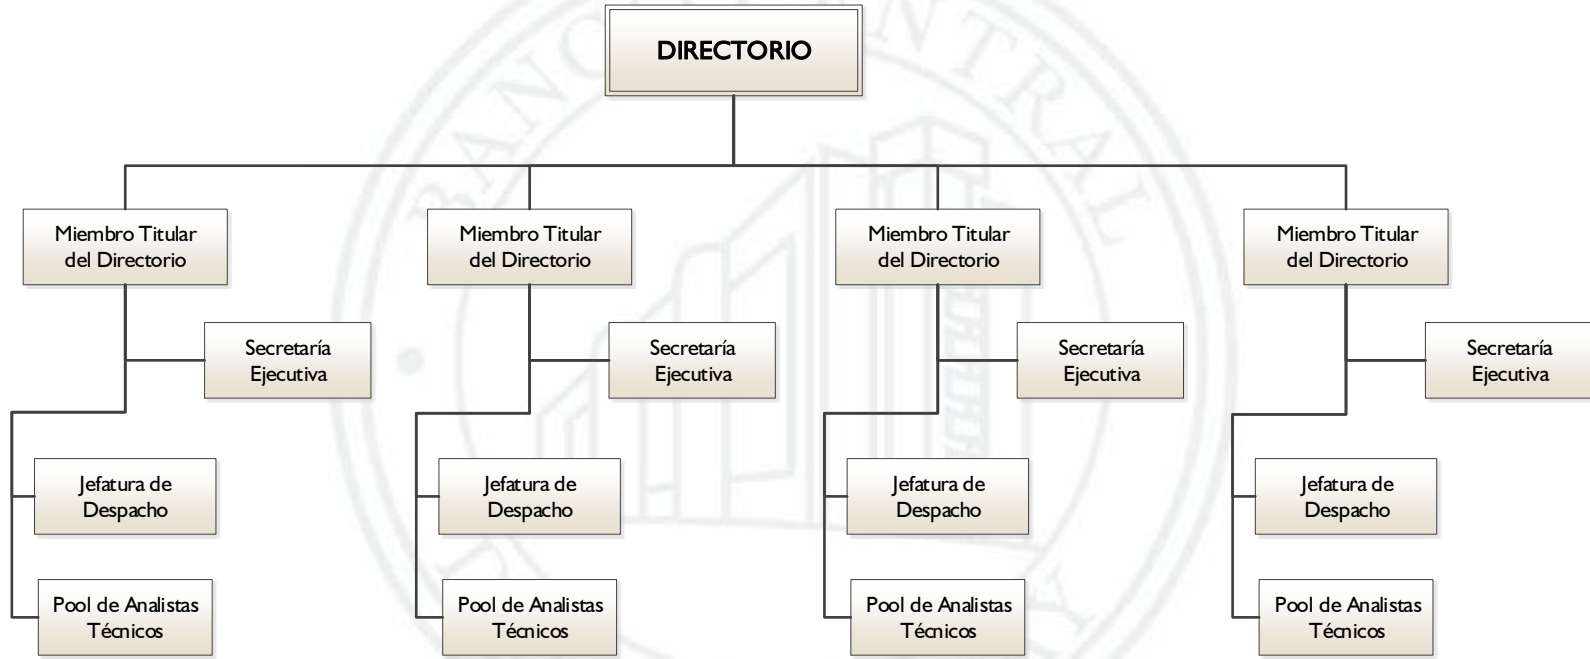 DIRECTORIO
Miembro Titular
del Directorio
Miembro Titular
del Directorio
Miembro Titular
del Directorio
Miembro Titular
del Directorio
Secretaría
Ejecutiva
Secretaría
Ejecutiva
Secretaría
Ejecutiva
Secretaría
Ejecutiva
Jefatura de
Despacho
Jefatura de
Despacho
Jefatura de
Despacho
Jefatura de
Despacho
Pool de Analistas
Técnicos
Pool de Analistas
Técnicos
Pool de Analistas
Técnicos
Pool de Analistas
Técnicos